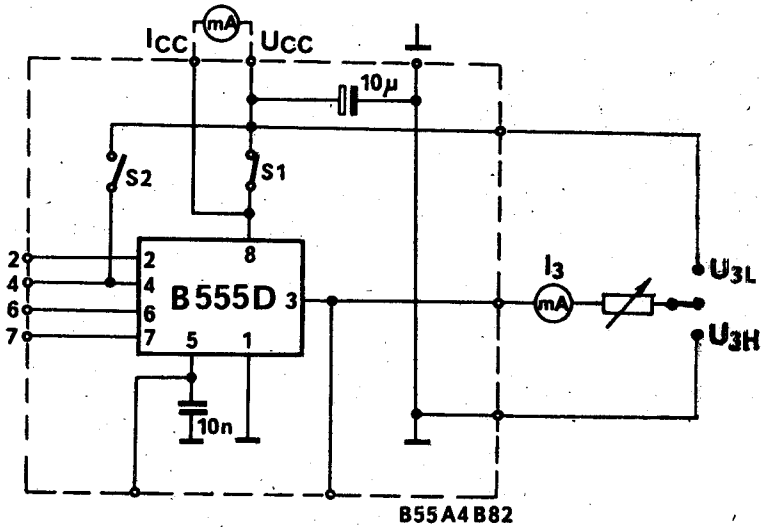 mA
ICC UCC
10μ
S2 S1
8
2 2
4 4
B555D 3
6 6
7 7
5 1
10n
I3
mA
U3L
U3H
B55A4B82